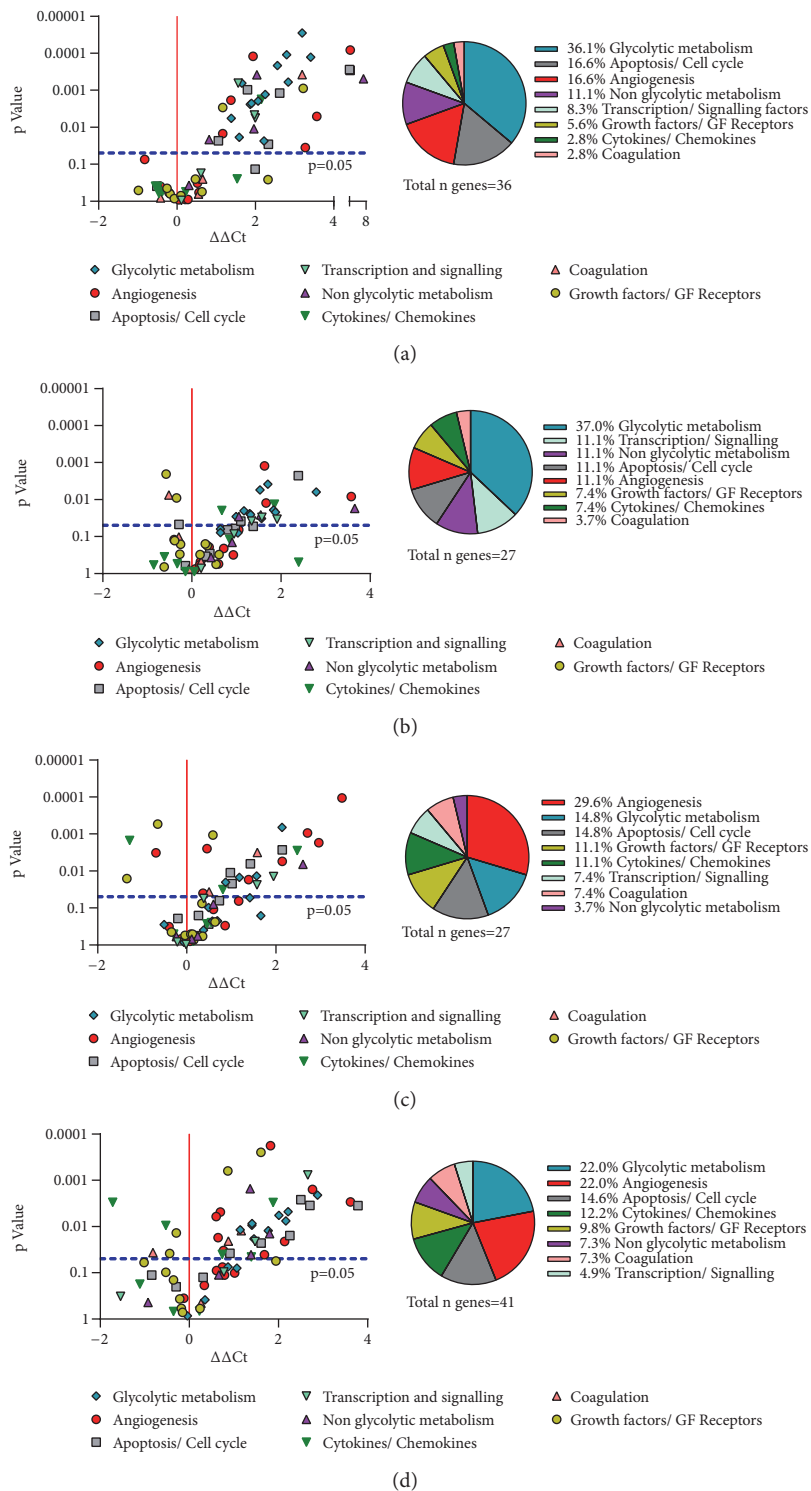 0.00001
0.0001
0.001
0.01
0.1
1
p Value
p=0.05
−2 0 2 4 8
ΔΔCt
36.1% Glycolytic metabolism
16.6% Apoptosis/ Cell cycle
16.6% Angiogenesis
11.1% Non glycolytic metabolism
8.3% Transcription/ Signalling factors
5.6% Growth factors/ GF Receptors
2.8% Cytokines/ Chemokines
2.8% Coagulation
Total n genes=36
Glycolytic metabolism Transcription and signalling Coagulation
Angiogenesis Non glycolytic metabolism Growth factors/ GF Receptors
Apoptosis/ Cell cycle Cytokines/ Chemokines
(a)
0.00001
0.0001
0.001
0.01
0.1
1
p Value
p=0.05
−2 0 2 4
ΔΔCt
37.0% Glycolytic metabolism
11.1% Transcription/ Signalling
11.1% Non glycolytic metabolism
11.1% Apoptosis/ Cell cycle
11.1% Angiogenesis
7.4% Growth factors/ GF Receptors
7.4% Cytokines/ Chemokines
3.7% Coagulation
Total n genes=27
Glycolytic metabolism Transcription and signalling Coagulation
Angiogenesis Non glycolytic metabolism Growth factors/ GF Receptors
Apoptosis/ Cell cycle Cytokines/ Chemokines
(b)
0.00001
0.0001
0.001
0.01
0.1
1
p Value
p=0.05
−2 0 2 4
ΔΔCt
29.6% Angiogenesis
14.8% Glycolytic metabolism
14.8% Apoptosis/ Cell cycle
11.1% Growth factors/ GF Receptors
11.1% Cytokines/ Chemokines
7.4% Transcription/ Signalling
7.4% Coagulation
3.7% Non glycolytic metabolism
Total n genes=27
Glycolytic metabolism Transcription and signalling Coagulation
Angiogenesis Non glycolytic metabolism Growth factors/ GF Receptors
Apoptosis/ Cell cycle Cytokines/ Chemokines
(c)
0.0001
0.001
0.01
0.1
1
p Value
p=0.05
−2 0 2 4
ΔΔCt
22.0% Glycolytic metabolism
22.0% Angiogenesis
14.6% Apoptosis/ Cell cycle
12.2% Cytokines/ Chemokines
9.8% Growth factors/ GF Receptors
7.3% Non glycolytic metabolism
7.3% Coagulation
4.9% Transcription/ Signalling
Total n genes=41
Glycolytic metabolism Transcription and signalling Coagulation
Angiogenesis Non glycolytic metabolism Growth factors/ GF Receptors
Apoptosis/ Cell cycle Cytokines/ Chemokines
(d)